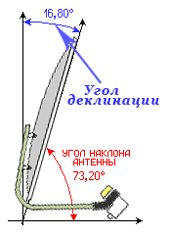 16,80°
Угол
деклинации
УГОЛ НАКЛОНА
АНТЕННЫ
73,20°